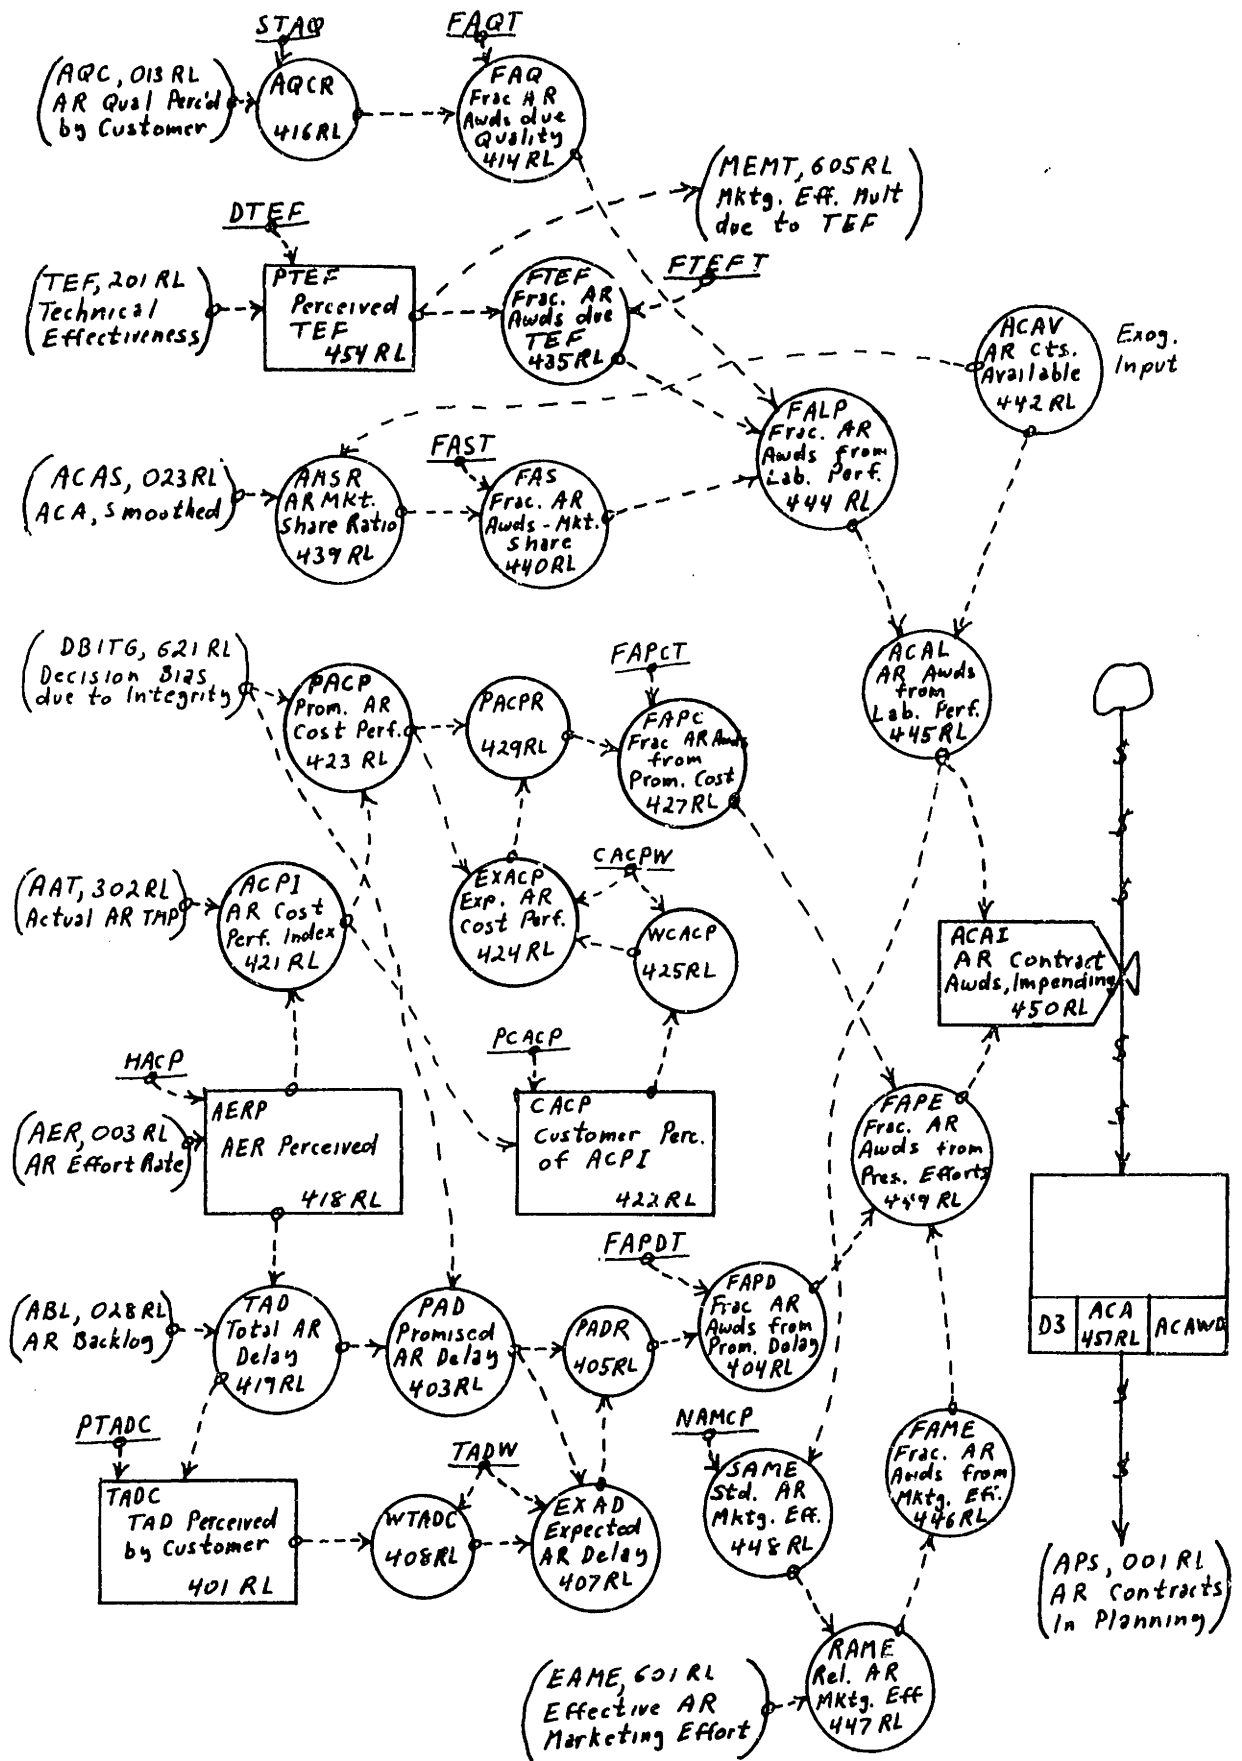 STAQ
FAQT
(AQC, 013 RL
AR Qual Perc'd
by Customer)
AQCR
416 RL
FAQ
Frac AR
Awds due
Quality
414 RL
(MEMT, 605 RL
Mktg. Eff. Mult
due to TEF)
DTEF
(TEF, 201 RL
Technical
Effectiveness)
PTEF
Perceived
TEF
454 RL
FTEF
Frac. AR
Awds due
TEF
435 RL
FTEFT
ACAV
AR Cts.
Available
442 RL
Exog.
Input
FALP
Frac. AR
Awds from
Lab. Perf.
444 RL
(ACAS, 023 RL
ACA, Smoothed)
AMSR
AR Mkt.
Share Ratio
439 RL
FAST
FAS
Frac. AR
Awds - Mkt.
Share
440 RL
(DBITG, 621 RL
Decision Bias
due to Integrity)
PACP
Prom. AR
Cost Perf.
423 RL
PACPR
429 RL
FAPCT
FAPC
Frac AR Awds
from
Prom. Cost
427 RL
ACAL
AR Awds
from
Lab. Perf.
445 RL
(AAT, 302 RL
Actual AR TMP)
ACPI
AR Cost
Perf. Index
421 RL
EXACP
Exp. AR
Cost Perf.
424 RL
CACPW
WCACP
425 RL
ACAI
AR Contract
Awds, Impending
450 RL
$
$
$
$
$
HACP
(AER, 003 RL
AR Effort Rate)
AERP
AER Perceived
418 RL
PCACP
CACP
Customer Perc.
of ACPI
422 RL
FAPE
Frac. AR
Awds from
Pres. Efforts
449 RL
FAPDT
(ABL, 028 RL
AR Backlog)
TAD
Total AR
Delay
419 RL
PAD
Promised
AR Delay
403 RL
PADR
405 RL
FAPD
Frac AR
Awds from
Prom. Delay
404 RL
D3
ACA
457 RL
ACAWD
$
$
PTADC
TADC
TAD Perceived
by Customer
401 RL
TADW
WTADC
408 RL
EXAD
Expected
AR Delay
407 RL
NAMCP
SAME
Std. AR
Mktg. Eff.
448 RL
FAME
Frac. AR
Awds from
Mktg. Eff.
446 RL
(EAME, 601 RL
Effective AR
Marketing Effort)
RAME
Rel. AR
Mktg. Eff
447 RL
(APS, 001 RL
AR Contracts
In Planning)